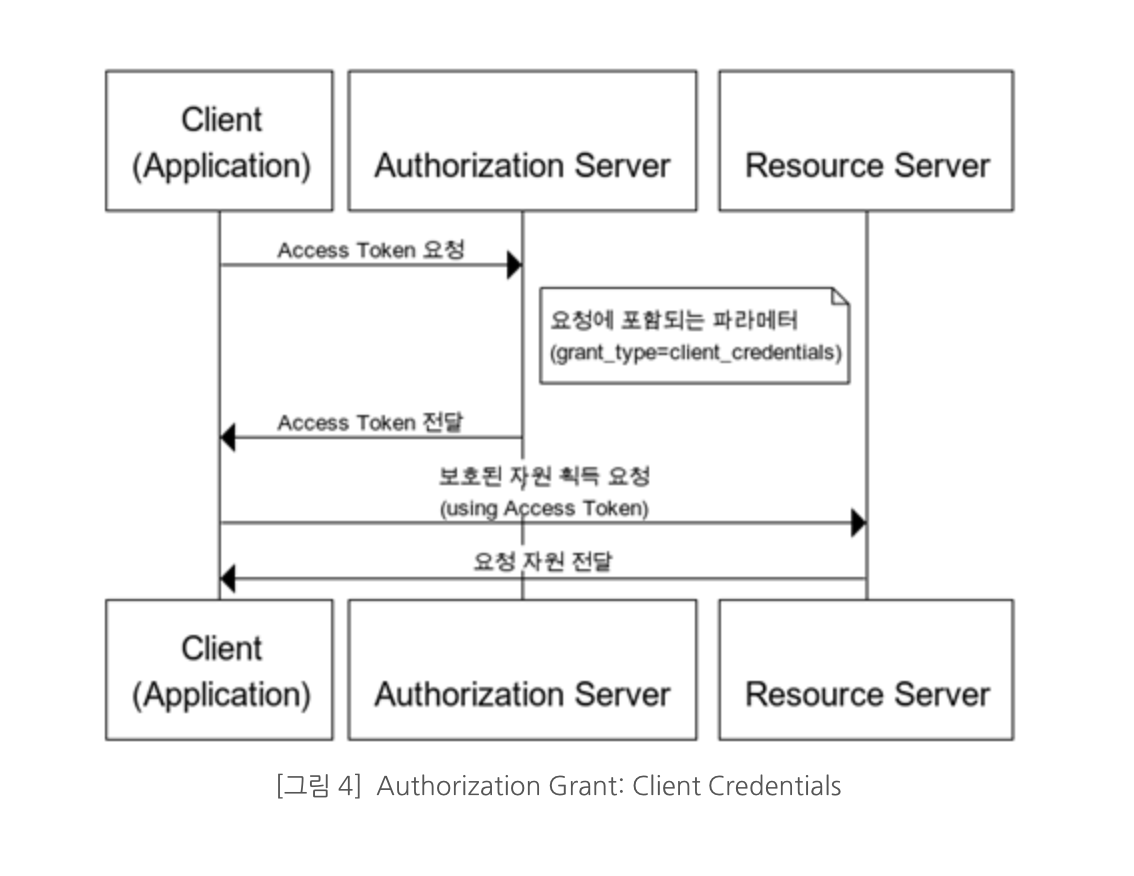 Client
(Application)
Authorization Server
Resource Server
Access Token 요청
요청에 포함되는 파라메터
(grant_type=client_credentials)
Access Token 전달
보호된 자원 획득 요청
(using Access Token)
요청 자원 전달
Client
(Application)
Authorization Server
Resource Server
[그림 4] Authorization Grant: Client Credentials